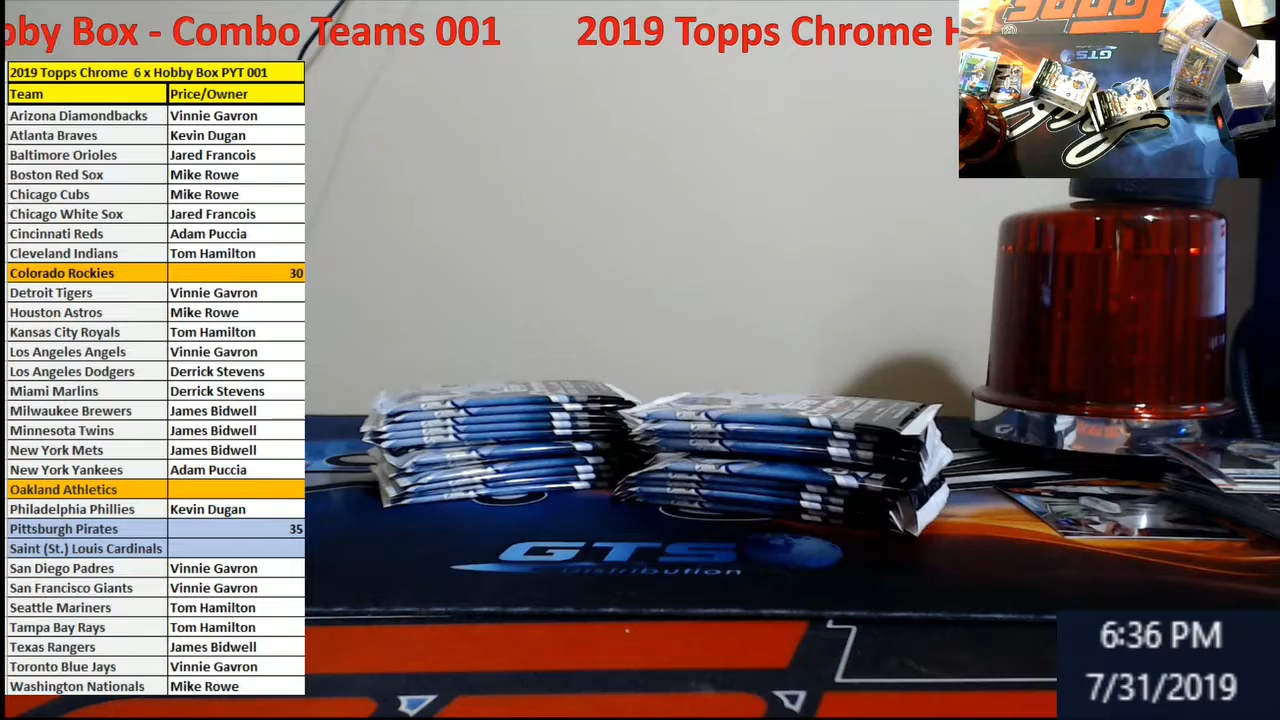 bby Box - Combo Teams 001 2019 Topps Chrome H
2019 Topps Chrome 6 x Hobby Box PYT 001
Team Price/Owner
Arizona Diamondbacks Vinnie Gavron
Atlanta Braves Kevin Dugan
Baltimore Orioles Jared Francois
Boston Red Sox Mike Rowe
Chicago Cubs Mike Rowe
Chicago White Sox Jared Francois
Cincinnati Reds Adam Puccia
Cleveland Indians Tom Hamilton
Colorado Rockies 30
Detroit Tigers Vinnie Gavron
Houston Astros Mike Rowe
Kansas City Royals Tom Hamilton
Los Angeles Angels Vinnie Gavron
Los Angeles Dodgers Derrick Stevens
Miami Marlins Derrick Stevens
Milwaukee Brewers James Bidwell
Minnesota Twins James Bidwell
New York Mets James Bidwell
New York Yankees Adam Puccia
Oakland Athletics
Philadelphia Phillies Kevin Dugan
Pittsburgh Pirates 35
Saint (St.) Louis Cardinals
San Diego Padres Vinnie Gavron
San Francisco Giants Vinnie Gavron
Seattle Mariners Tom Hamilton
Tampa Bay Rays Tom Hamilton
Texas Rangers James Bidwell
Toronto Blue Jays Vinnie Gavron
Washington Nationals Mike Rowe
TOPPS
GTS
GTS
Distribution
6:36 PM
7/31/2019